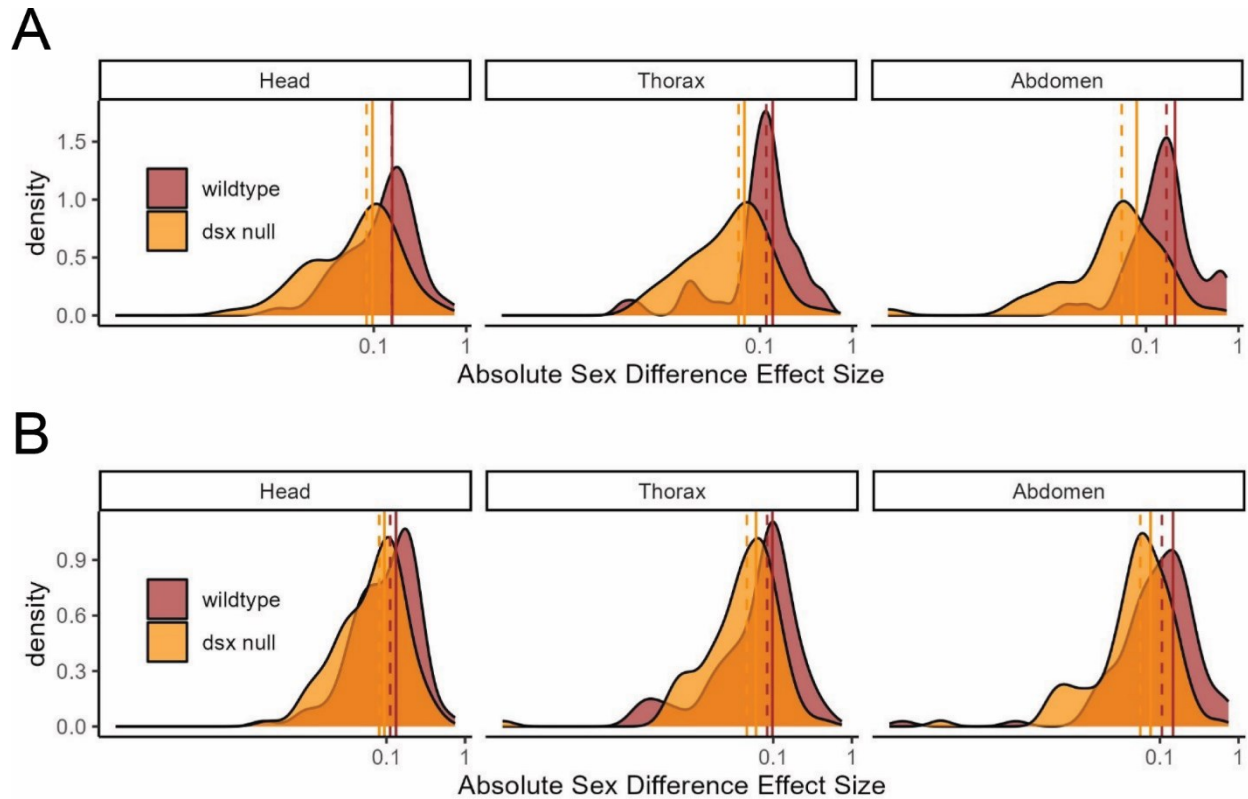 A
Head Thorax Abdomen
1.5
1.0
0.5
0.0
density
wildtype
dsx null
0.1 1 0.1 1 0.1 1
Absolute Sex Difference Effect Size
B
Head Thorax Abdomen
0.9
0.6
0.3
0.0
density
wildtype
dsx null
0.1 1 0.1 1 0.1 1
Absolute Sex Difference Effect Size